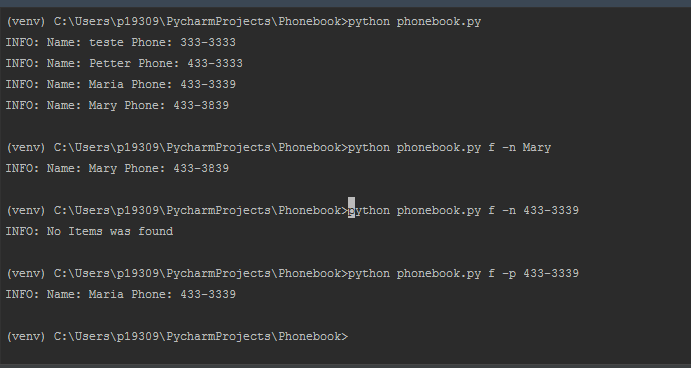 (venv) C:\Users\p19309\PycharmProjects\Phonebook>python phonebook.py
INFO: Name: teste Phone: 333-3333
INFO: Name: Petter Phone: 433-3333
INFO: Name: Maria Phone: 433-3339
INFO: Name: Mary Phone: 433-3839
(venv) C:\Users\p19309\PycharmProjects\Phonebook>python phonebook.py f -n Mary
INFO: Name: Mary Phone: 433-3839
(venv) C:\Users\p19309\PycharmProjects\Phonebook>python phonebook.py f -n 433-3339
INFO: No Items was found
(venv) C:\Users\p19309\PycharmProjects\Phonebook>python phonebook.py f -p 433-3339
INFO: Name: Maria Phone: 433-3339
(venv) C:\Users\p19309\PycharmProjects\Phonebook>